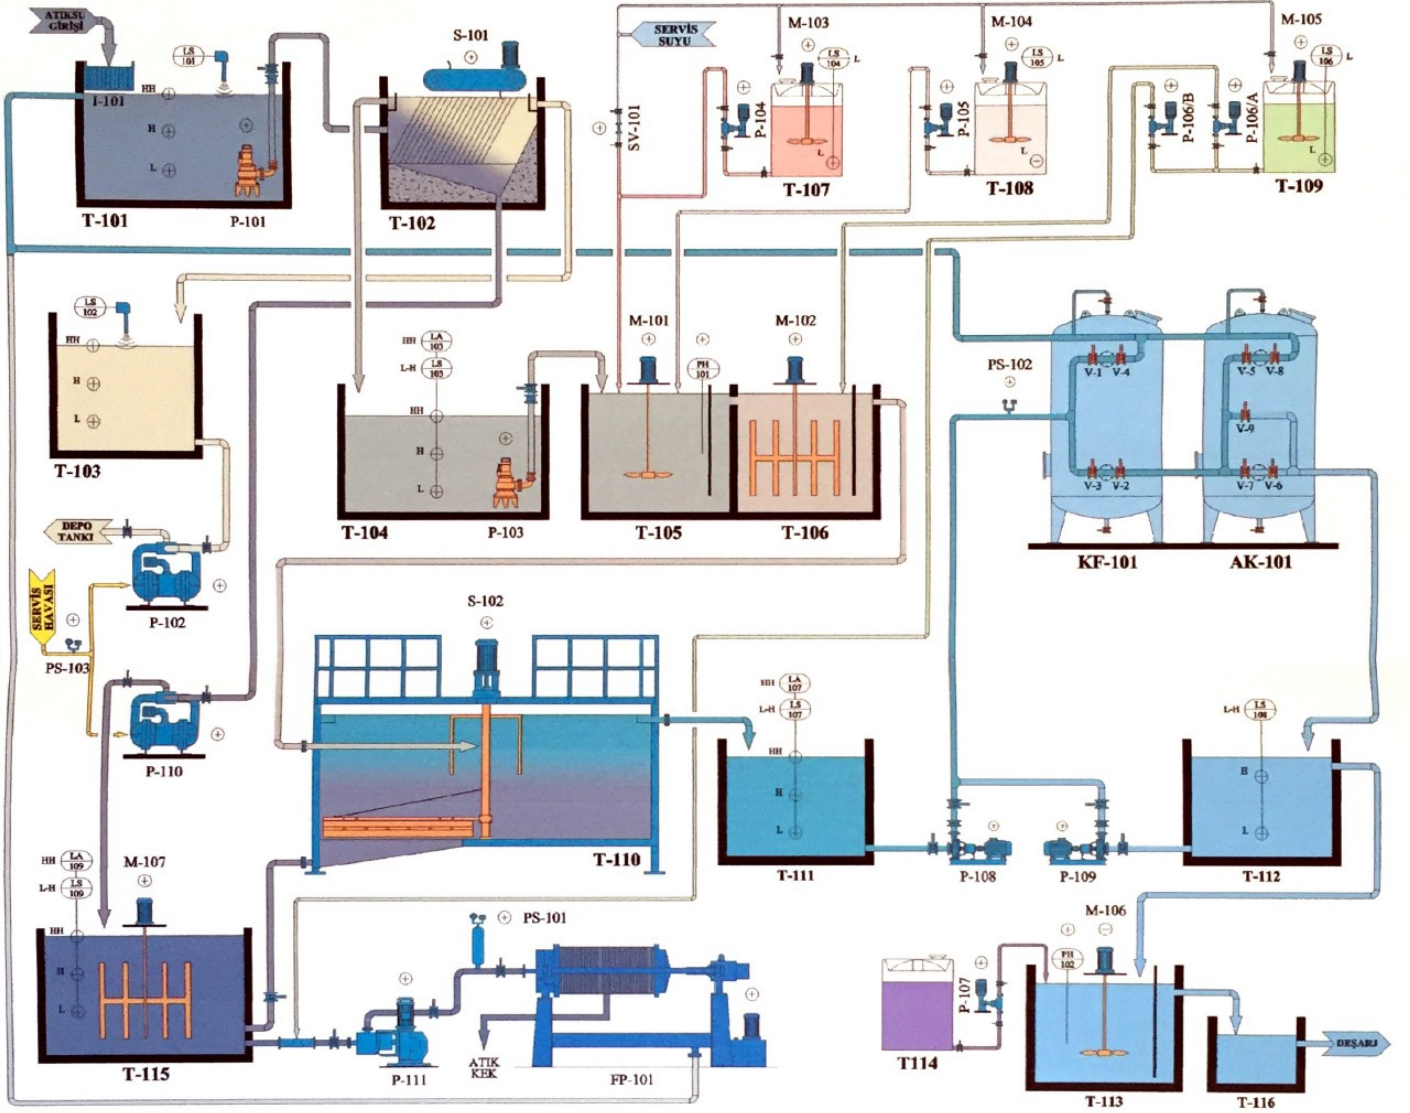 ATIKSU
GİRİŞİ
I-101
LS
101
HH
H
L
P-101
T-101
S-101
T-102
SERVİS
SUYU
SV-101
M-103
LS
104
L
P-104
L
T-107
M-104
LS
105
L
P-105
L
T-108
M-105
LS
106
L
P-106/B
P-106/A
L
T-109
LS
102
HH
H
L
T-103
DEPO
TANKI
P-102
SERVİS
HAVASI
PS-103
P-110
HH
LA
103
L-H
LS
103
HH
H
L
P-103
T-104
M-101
PH
101
T-105
M-102
T-106
PS-102
V-1
V-4
V-3
V-2
KF-101
V-5
V-8
V-9
V-7
V-6
AK-101
S-102
T-110
HH
LA
107
L-H
LS
107
HH
H
L
T-111
P-108
P-109
L-H
LS
108
H
L
T-112
HH
LA
109
L-H
LS
109
M-107
HH
H
L
T-115
P-111
PS-101
ATIK
KEK
FP-101
T114
P-107
PH
102
M-106
T-113
T-116
DEŞARJ